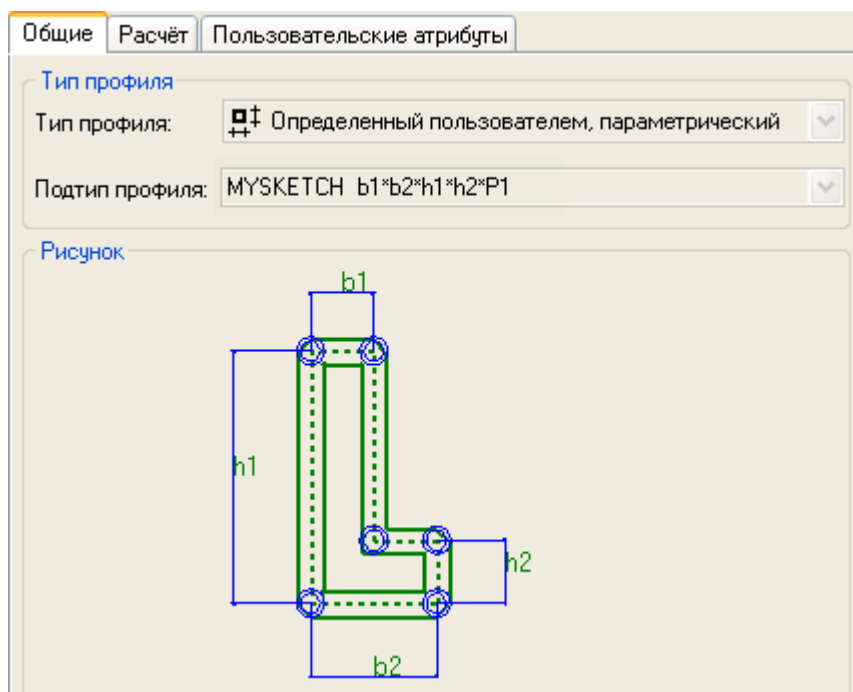 Общие Расчёт Пользовательские атрибуты
Тип профиля
Тип профиля: Определенный пользователем, параметрический
Подтип профиля: MYSKETCH b1*b2*h1*h2*P1
Рисунок
b1
h1
h2
b2